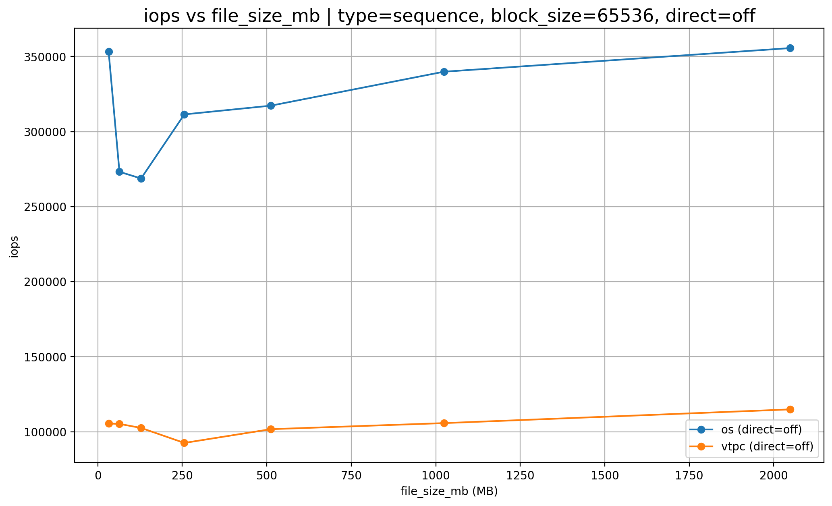 iops vs file_size_mb | type=sequence, block_size=65536, direct=off
350000
300000
250000
200000
150000
100000
iops
0 250 500 750 1000 1250 1500 1750 2000
file_size_mb (MB)
os (direct=off)
vtpc (direct=off)